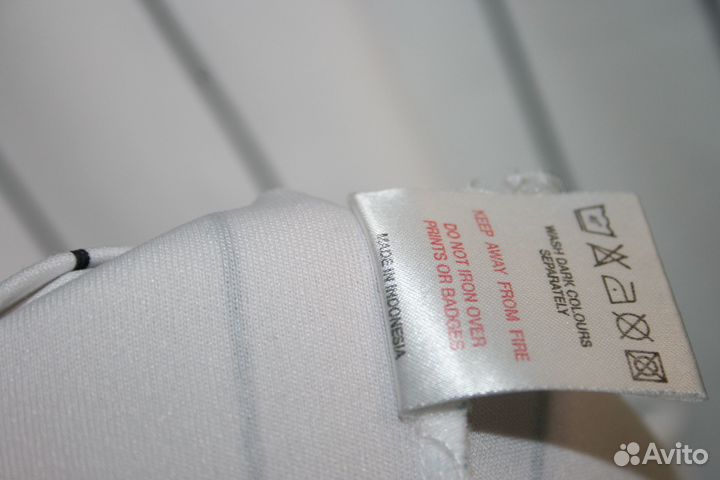 WASH DARK COLOURS
SEPARATELY
KEEP AWAY FROM FIRE
DO NOT IRON OVER
PRINTS OR BADGES
MADE IN INDONESIA
Avito